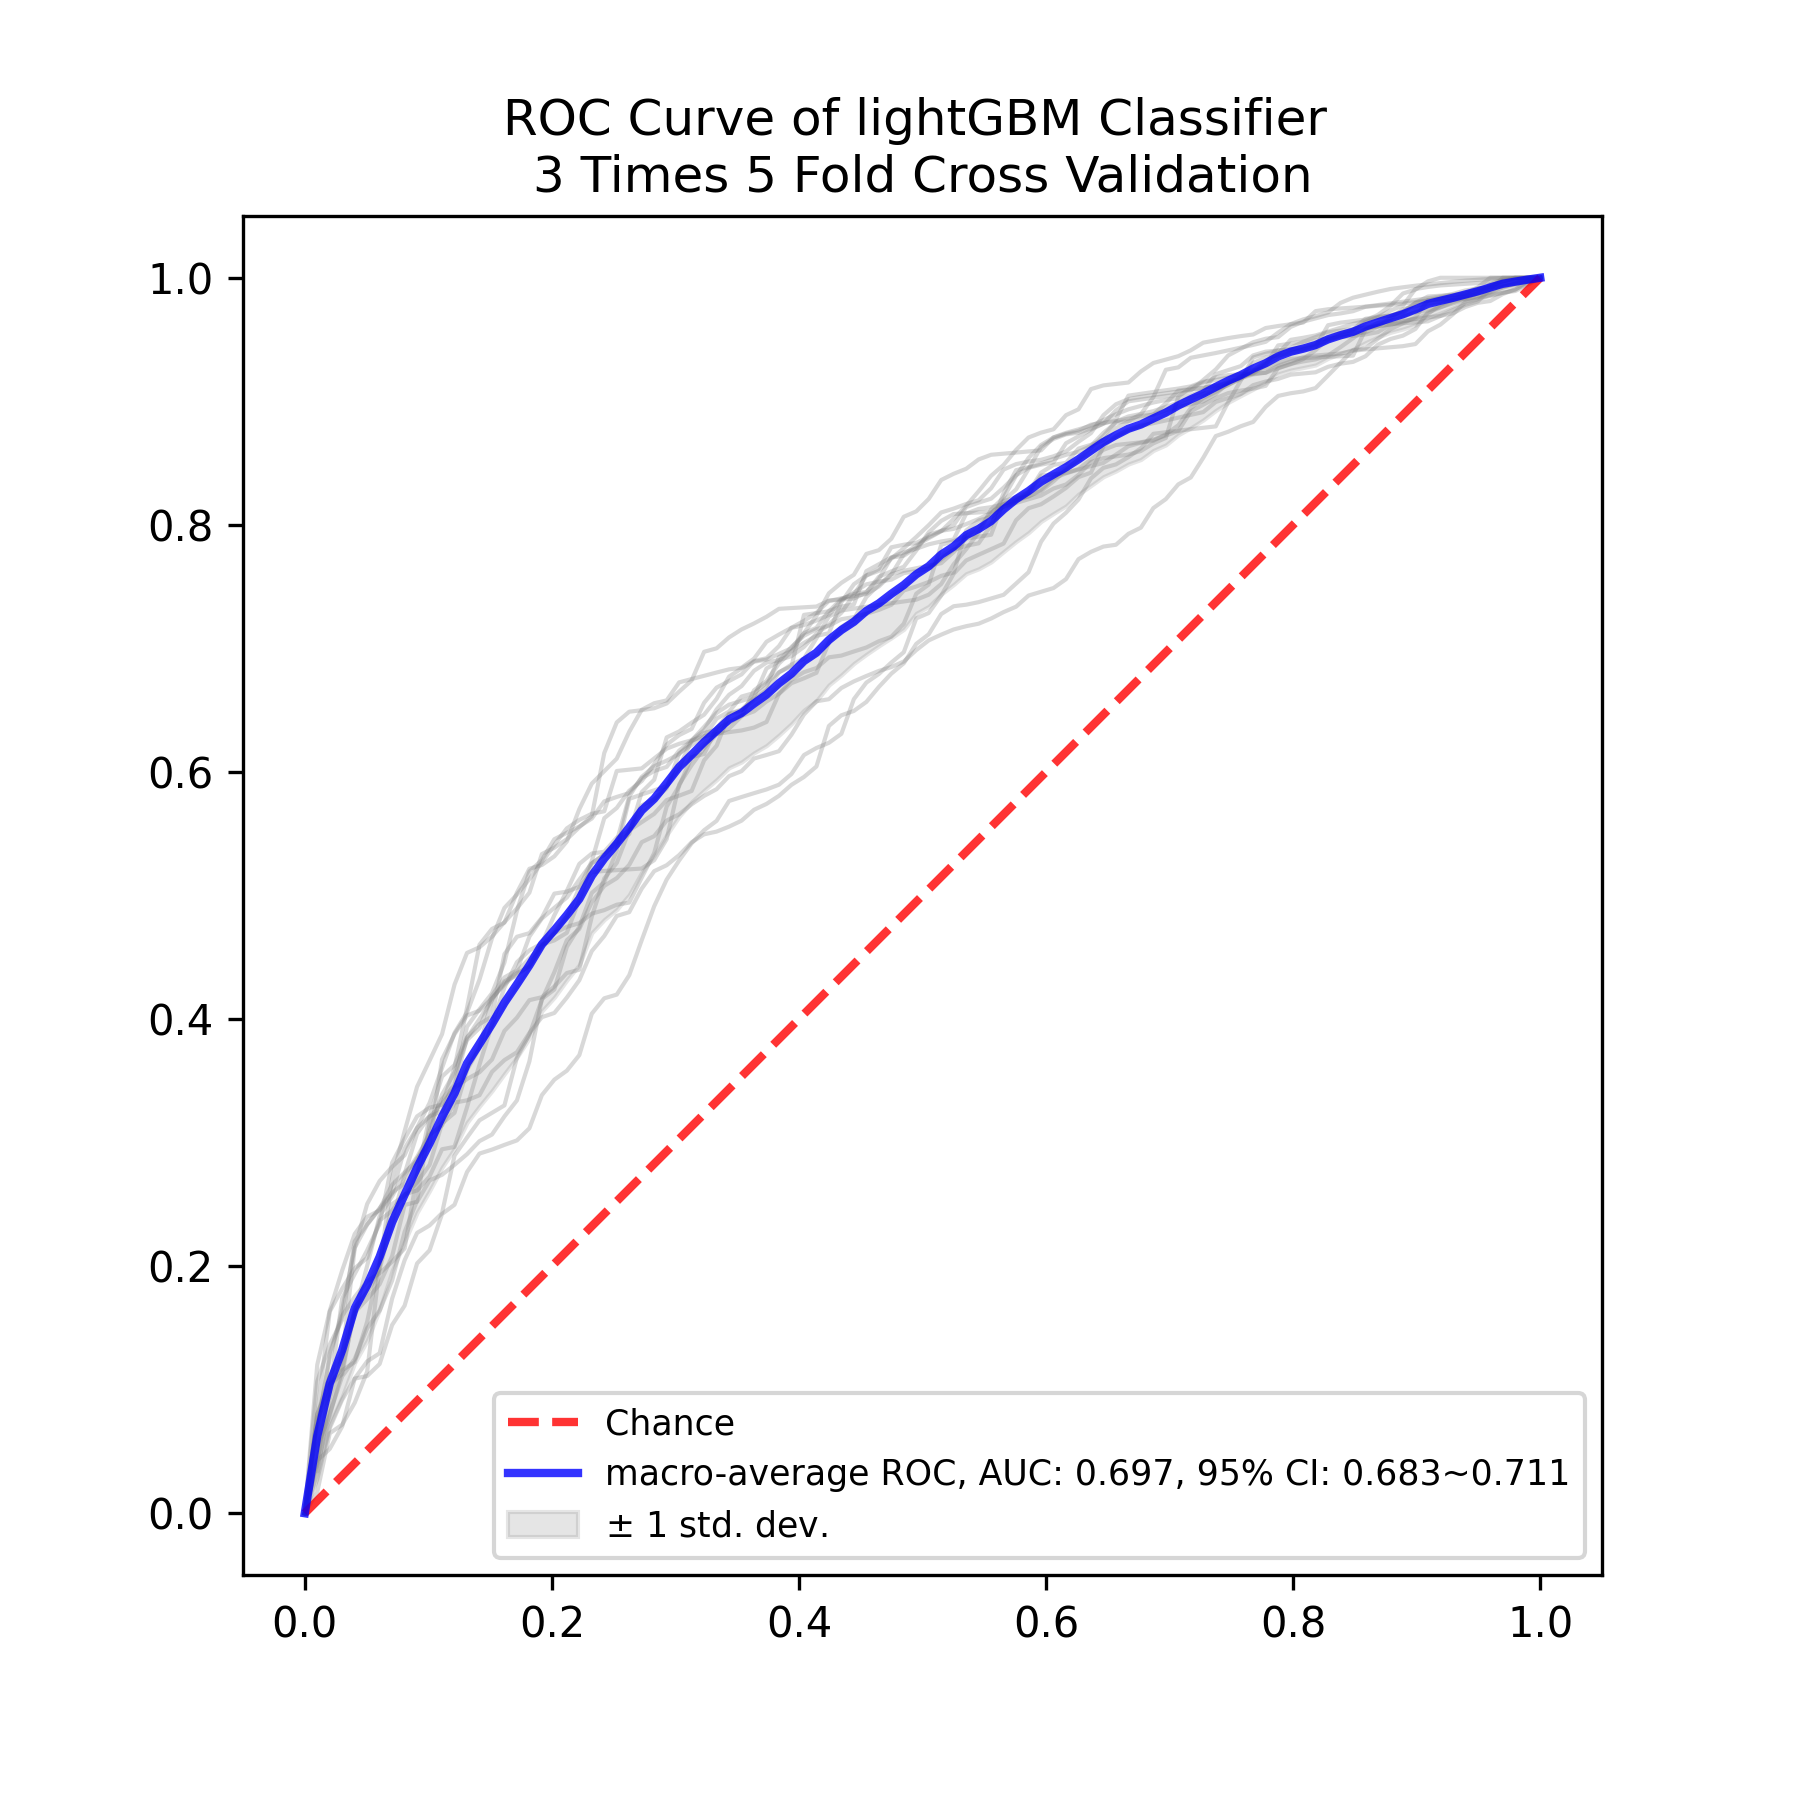 ROC Curve of lightGBM Classifier
3 Times 5 Fold Cross Validation
1.0
0.8
0.6
0.4
0.2
0.0
Chance
macro-average ROC, AUC: 0.697, 95% CI: 0.683~0.711
± 1 std. dev.
0.0 0.2 0.4 0.6 0.8 1.0